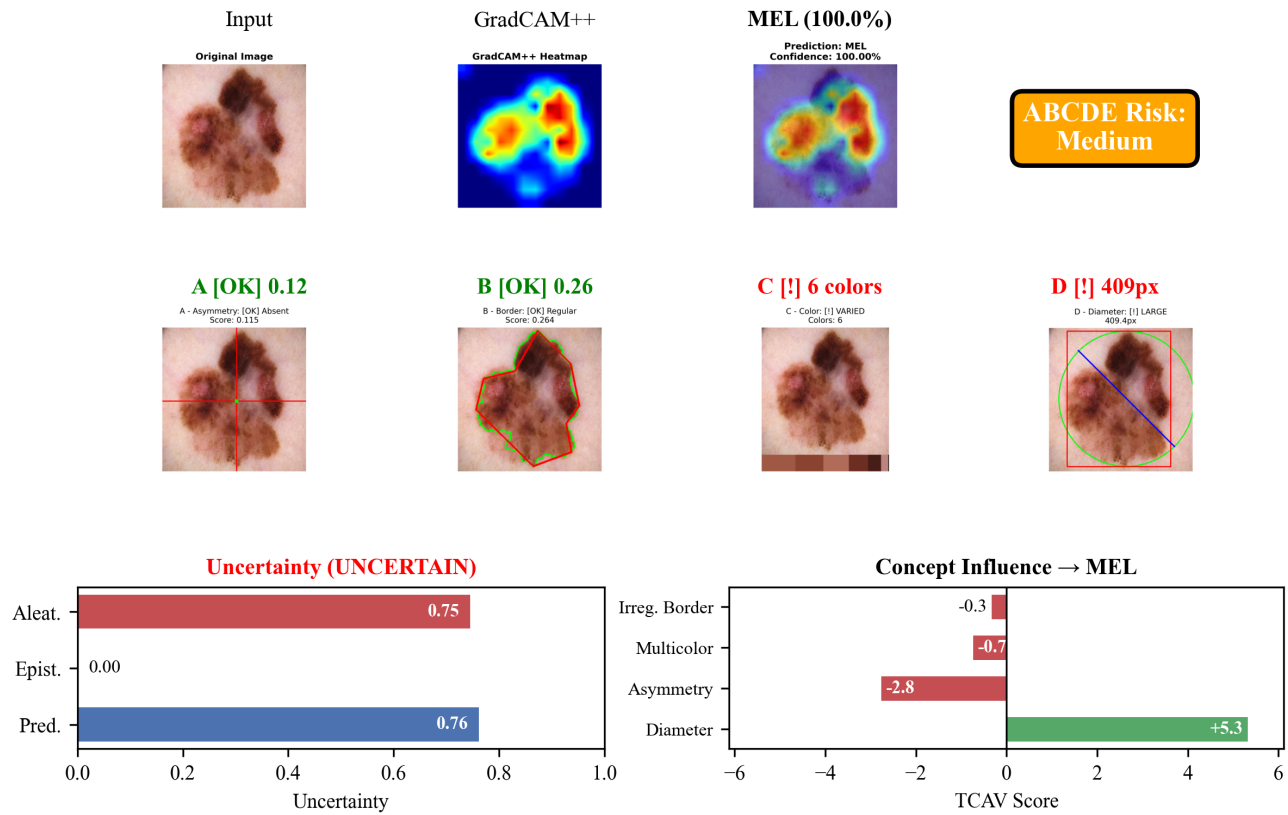 Input
GradCAM++
MEL (100.0%)
Original Image
GradCAM++ Heatmap
Prediction: MEL
Confidence: 100.00%
ABCDE Risk:
Medium
A [OK] 0.12
B [OK] 0.26
C [!] 6 colors
D [!] 409px
A - Asymmetry: [OK] Absent
Score: 0.115
B - Border: [OK] Regular
Score: 0.264
C - Color: [!] VARIED
Colors: 6
D - Diameter: [!] LARGE
409.4px
Uncertainty (UNCERTAIN)
Aleat.
0.75
Epist.
0.00
Pred.
0.76
0.0 0.2 0.4 0.6 0.8 1.0
Uncertainty
Concept Influence → MEL
Irreg. Border
-0.3
Multicolor
-0.7
Asymmetry
-2.8
Diameter
+5.3
−6 −4 −2 0 2 4 6
TCAV Score